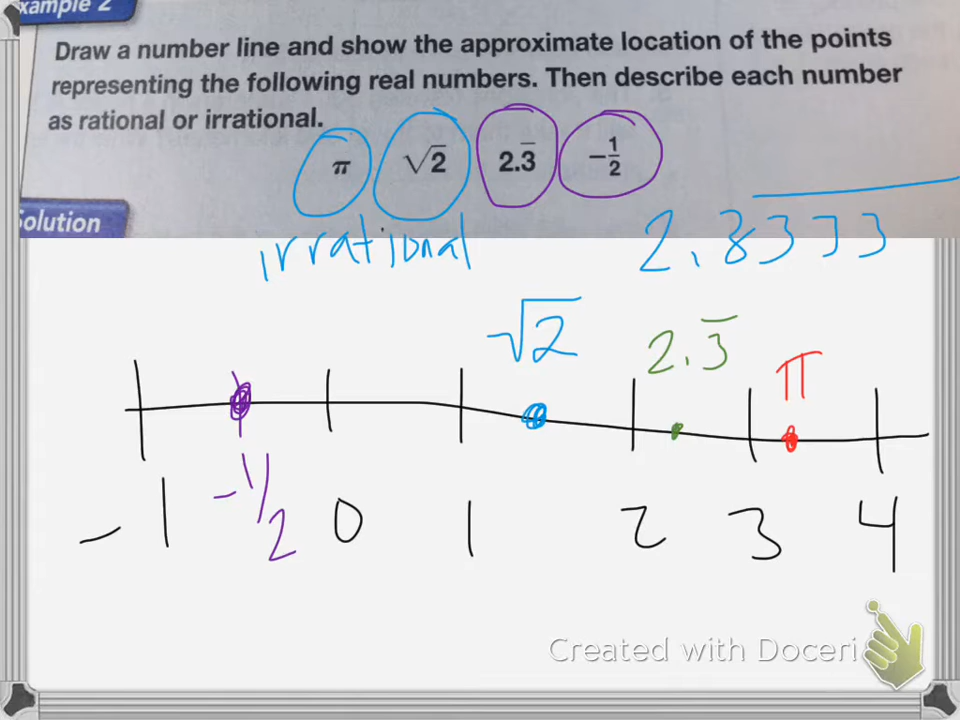 xample 2
Draw a number line and show the approximate location of the points
representing the following real numbers. Then describe each number
as rational or irrational.
π √2 2.3̅ -1/2
Solution
irrational 2.3333
√2 2.3̅ π
-1 -1/2 0 1 2 3 4
Created with Doceri